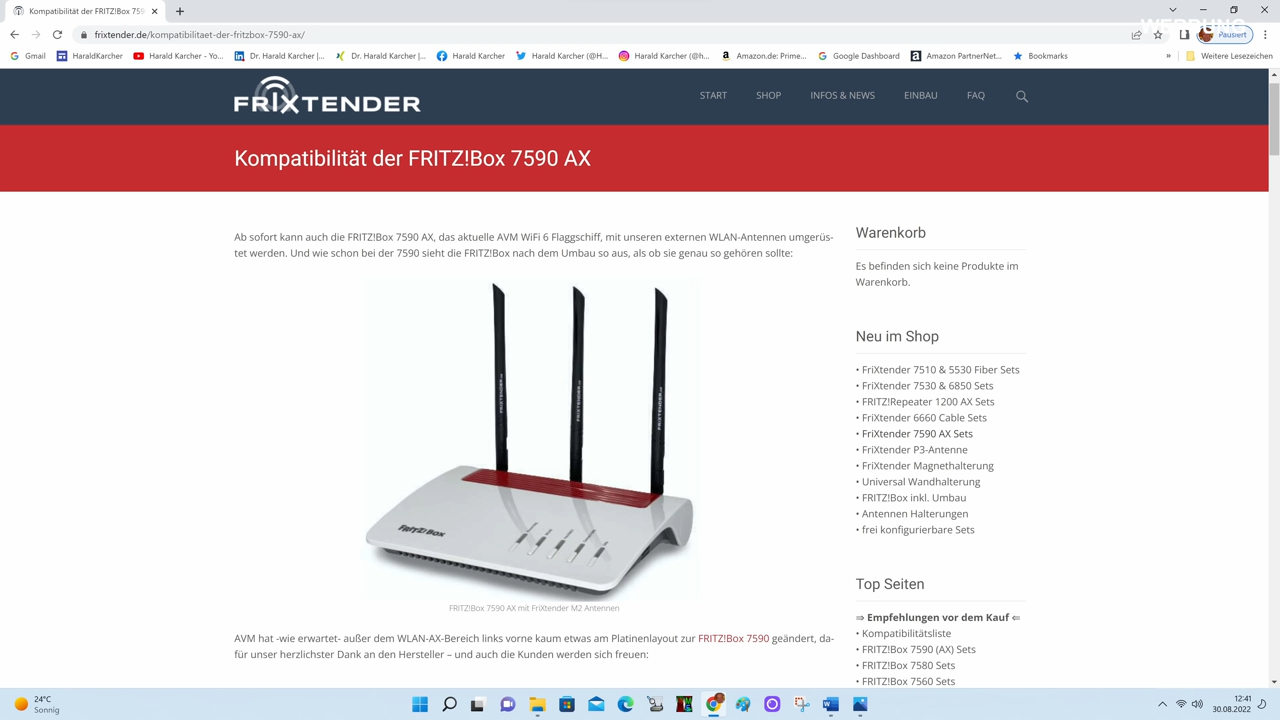 Kompatibilität der FRITZ!Box 759
WERBUNG
frixtender.de/kompatibilitaet-der-fritzbox-7590-ax/
Pausiert
Gmail
HaraldKarcher
Harald Karcher – Yo...
Dr. Harald Karcher |...
Dr. Harald Karcher |...
Harald Karcher
Harald Karcher (@H...
Harald Karcher (@h...
Amazon.de: Prime...
Google Dashboard
Amazon PartnerNet...
Bookmarks
»
Weitere Lesezeichen
FRIXTENDER
START
SHOP
INFOS & NEWS
EINBAU
FAQ
Kompatibilität der FRITZ!Box 7590 AX
Ab sofort kann auch die FRITZ!Box 7590 AX, das aktuelle AVM WiFi 6 Flaggschiff, mit unseren externen WLAN-Antennen umgerüs-
tet werden. Und wie schon bei der 7590 sieht die FRITZ!Box nach dem Umbau so aus, als ob sie genau so gehören sollte:
FRIXTENDER.de
FRIXTENDER.de
FRIXTENDER.de
FRITZ!Box
FRITZ!Box 7590 AX mit FriXtender M2 Antennen
AVM hat -wie erwartet- außer dem WLAN-AX-Bereich links vorne kaum etwas am Platinenlayout zur FRITZ!Box 7590 geändert, da-
für unser herzlichster Dank an den Hersteller – und auch die Kunden werden sich freuen:
Warenkorb
Es befinden sich keine Produkte im
Warenkorb.
Neu im Shop
• FriXtender 7510 & 5530 Fiber Sets
• FriXtender 7530 & 6850 Sets
• FRITZ!Repeater 1200 AX Sets
• FriXtender 6660 Cable Sets
• FriXtender 7590 AX Sets
• FriXtender P3-Antenne
• FriXtender Magnethalterung
• Universal Wandhalterung
• FRITZ!Box inkl. Umbau
• Antennen Halterungen
• frei konfigurierbare Sets
Top Seiten
⇒ Empfehlungen vor dem Kauf ⇐
• Kompatibilitätsliste
• FRITZ!Box 7590 (AX) Sets
• FRITZ!Box 7580 Sets
• FRITZ!Box 7560 Sets
24°C
Sonnig
12:41
30.08.2022